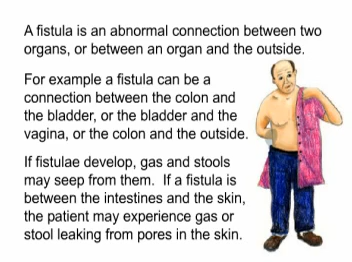 A fistula is an abnormal connection between two
organs, or between an organ and the outside.
For example a fistula can be a
connection between the colon and
the bladder, or the bladder and the
vagina, or the colon and the outside.
If fistulae develop, gas and stools
may seep from them.  If a fistula is
between the intestines and the skin,
the patient may experience gas or
stool leaking from pores in the skin.